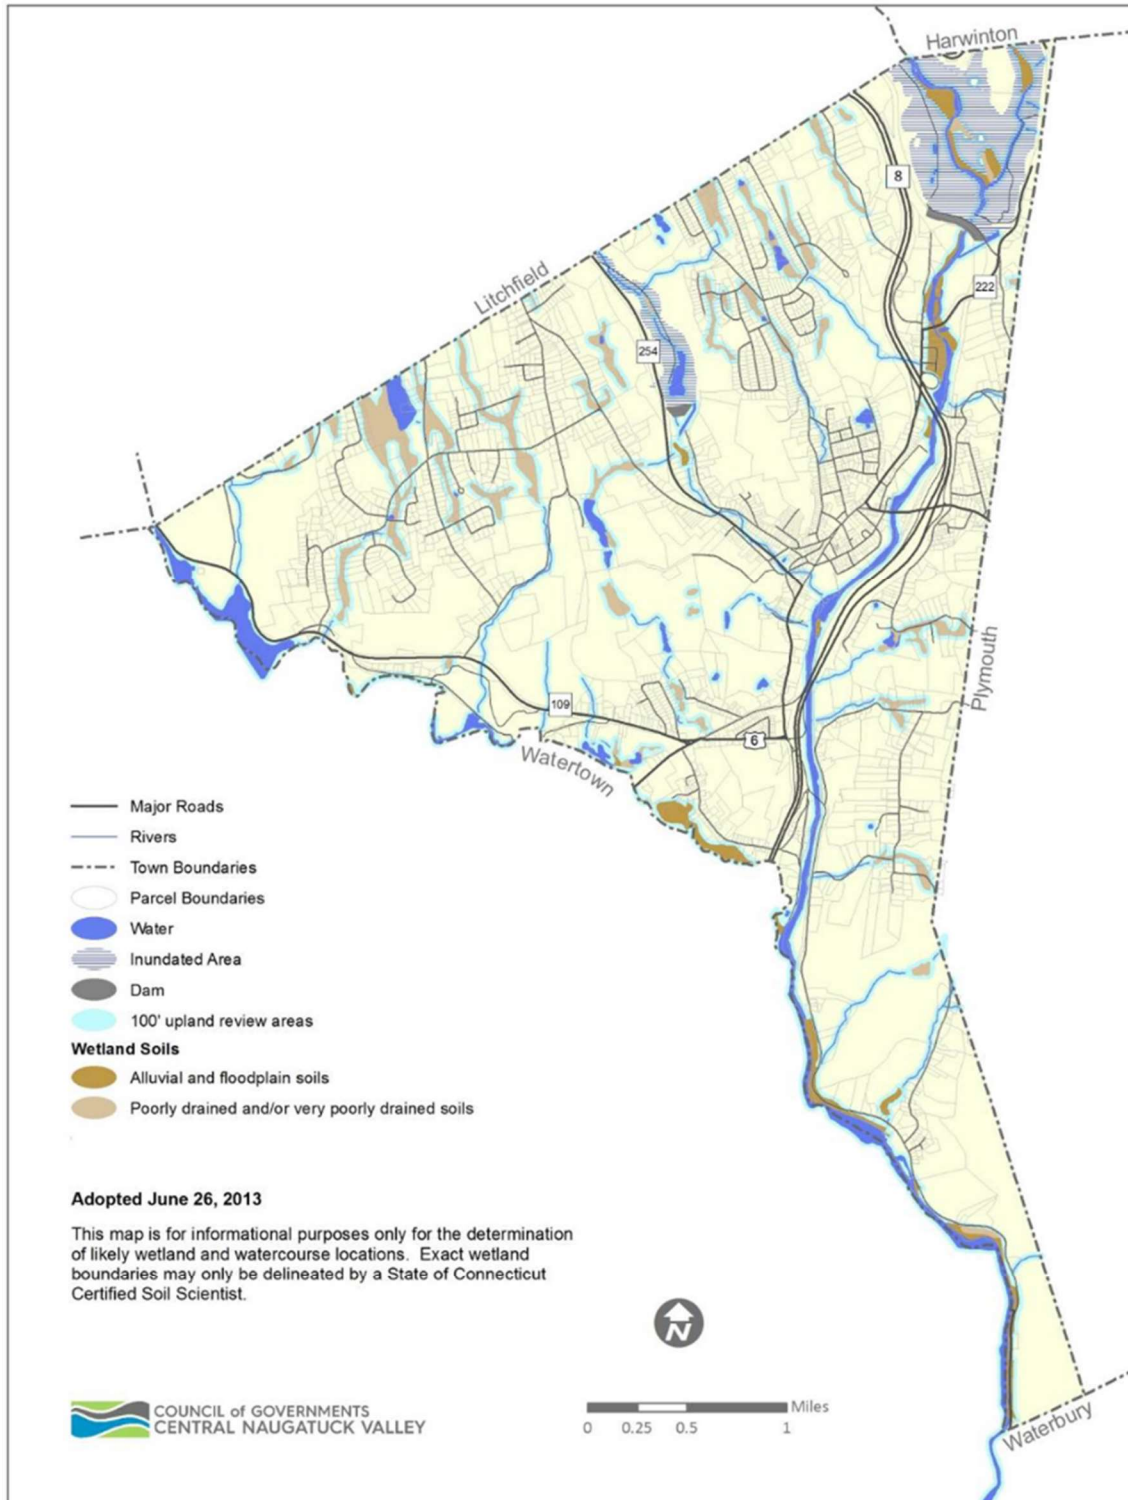 Harwinton
8
Litchfield
222
254
Plymouth
109
6
Watertown
Major Roads
Rivers
Town Boundaries
Parcel Boundaries
Water
Inundated Area
Dam
100' upland review areas
Wetland Soils
Alluvial and floodplain soils
Poorly drained and/or very poorly drained soils
Adopted June 26, 2013
This map is for informational purposes only for the determination
of likely wetland and watercourse locations.  Exact wetland
boundaries may only be delineated by a State of Connecticut
Certified Soil Scientist.
N
COUNCIL of GOVERNMENTS
CENTRAL NAUGATUCK VALLEY
Miles
0 0.25 0.5 1
Waterbury